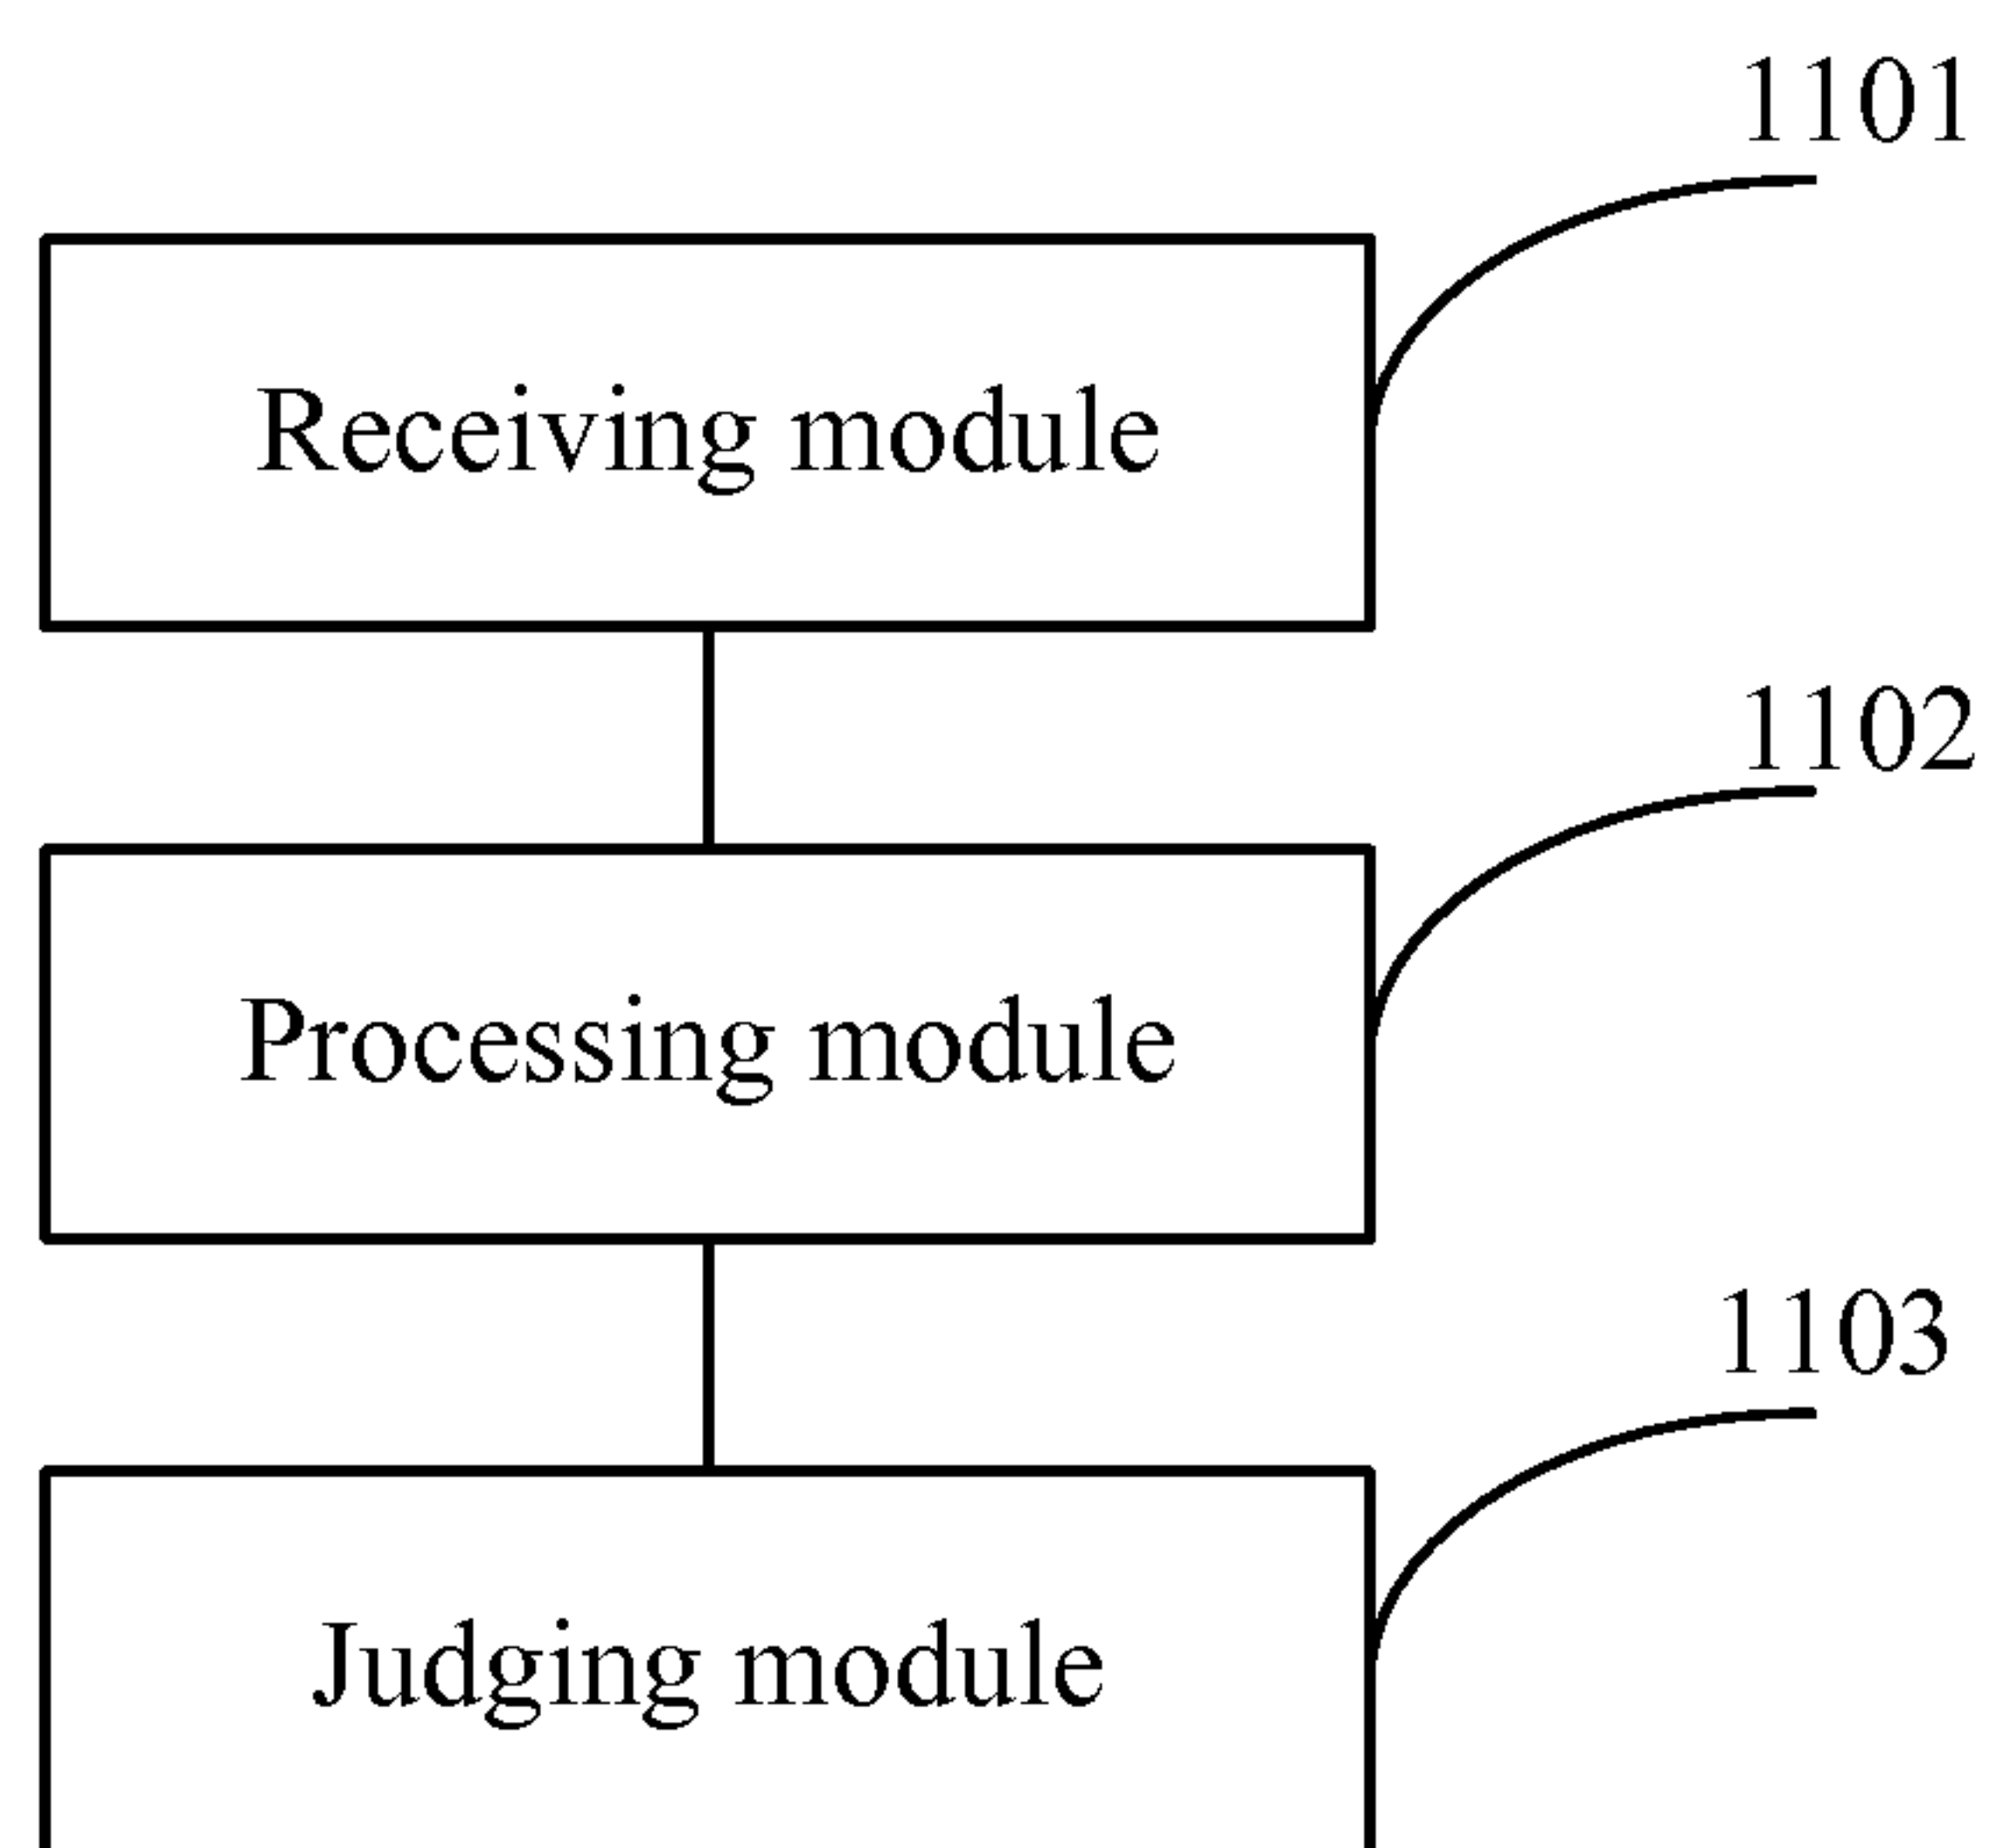 1101
Receiving module
1102
Processing module
1103
Judging module